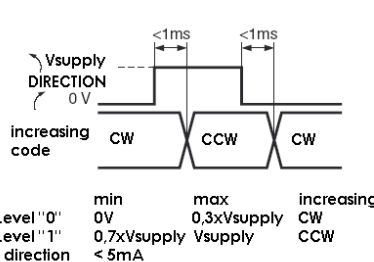 <1ms <1ms
Vsupply
DIRECTION
0 V
increasing
code
CW CCW CW
min max increasing
Level "0" 0V 0,3xVsupply CW
Level "1" 0,7xVsupply Vsupply CCW
direction < 5mA